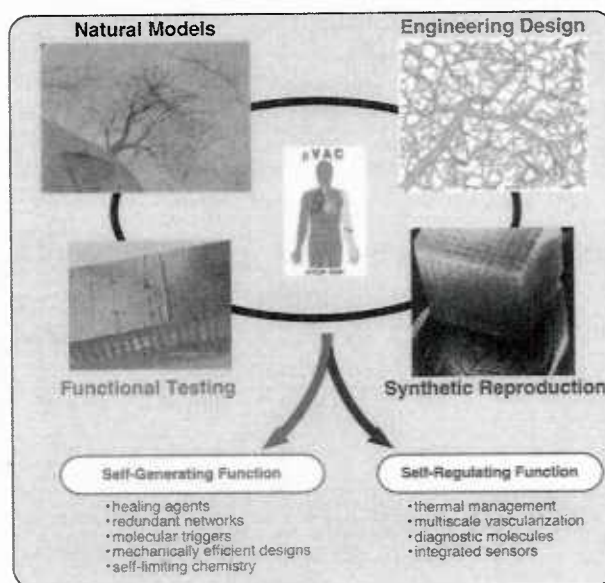 Natural Models
Engineering Design
μVAC
Functional Testing
Synthetic Reproduction
Self-Generating Function
Self-Regulating Function
•healing agents
•redundant networks
•molecular triggers
•mechanically efficient designs
•self-limiting chemistry
•thermal management
•multiscale vascularization
•diagnostic molecules
•integrated sensors